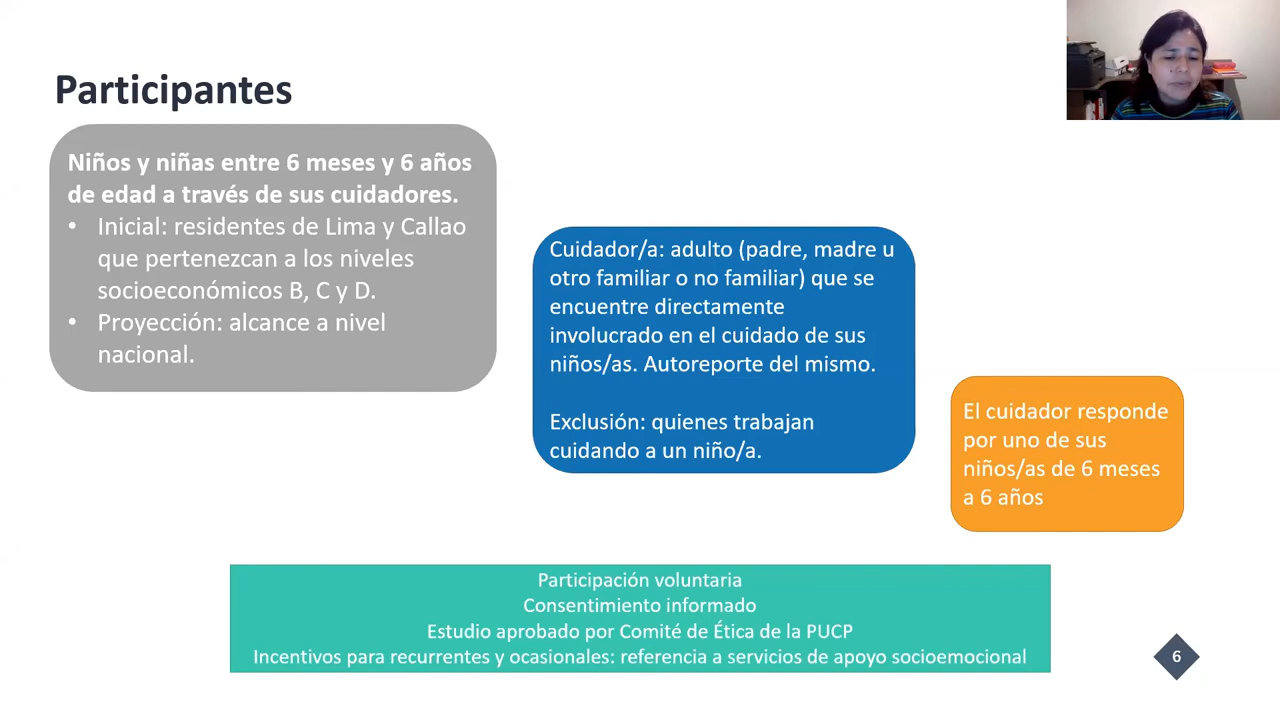 Participantes
Niños y niñas entre 6 meses y 6 años
de edad a través de sus cuidadores.
• Inicial: residentes de Lima y Callao
que pertenezcan a los niveles
socioeconómicos B, C y D.
• Proyección: alcance a nivel
nacional.
Cuidador/a: adulto (padre, madre u
otro familiar o no familiar) que se
encuentre directamente
involucrado en el cuidado de sus
niños/as. Autoreporte del mismo.
Exclusión: quienes trabajan
cuidando a un niño/a.
El cuidador responde
por uno de sus
niños/as de 6 meses
a 6 años
Participación voluntaria
Consentimiento informado
Estudio aprobado por Comité de Ética de la PUCP
Incentivos para recurrentes y ocasionales: referencia a servicios de apoyo socioemocional
6